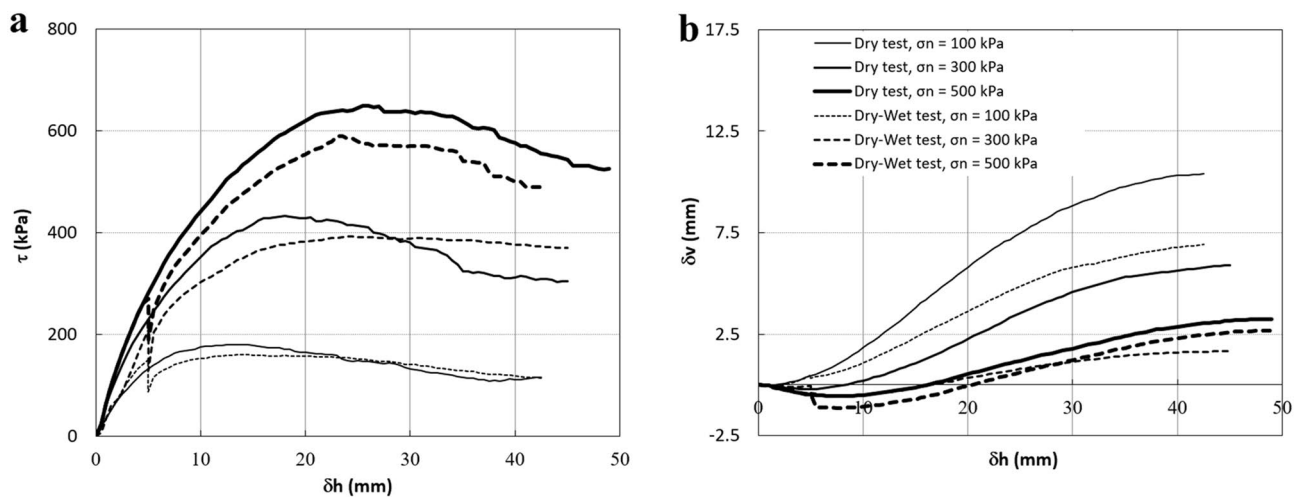 a
800
600
400
200
0
τ (kPa)
0 10 20 30 40 50
δh (mm)
b
17.5
12.5
7.5
2.5
-2.5
δv (mm)
Dry test, σn = 100 kPa
Dry test, σn = 300 kPa
Dry test, σn = 500 kPa
Dry-Wet test, σn = 100 kPa
Dry-Wet test, σn = 300 kPa
Dry-Wet test, σn = 500 kPa
0 10 20 30 40 50
δh (mm)